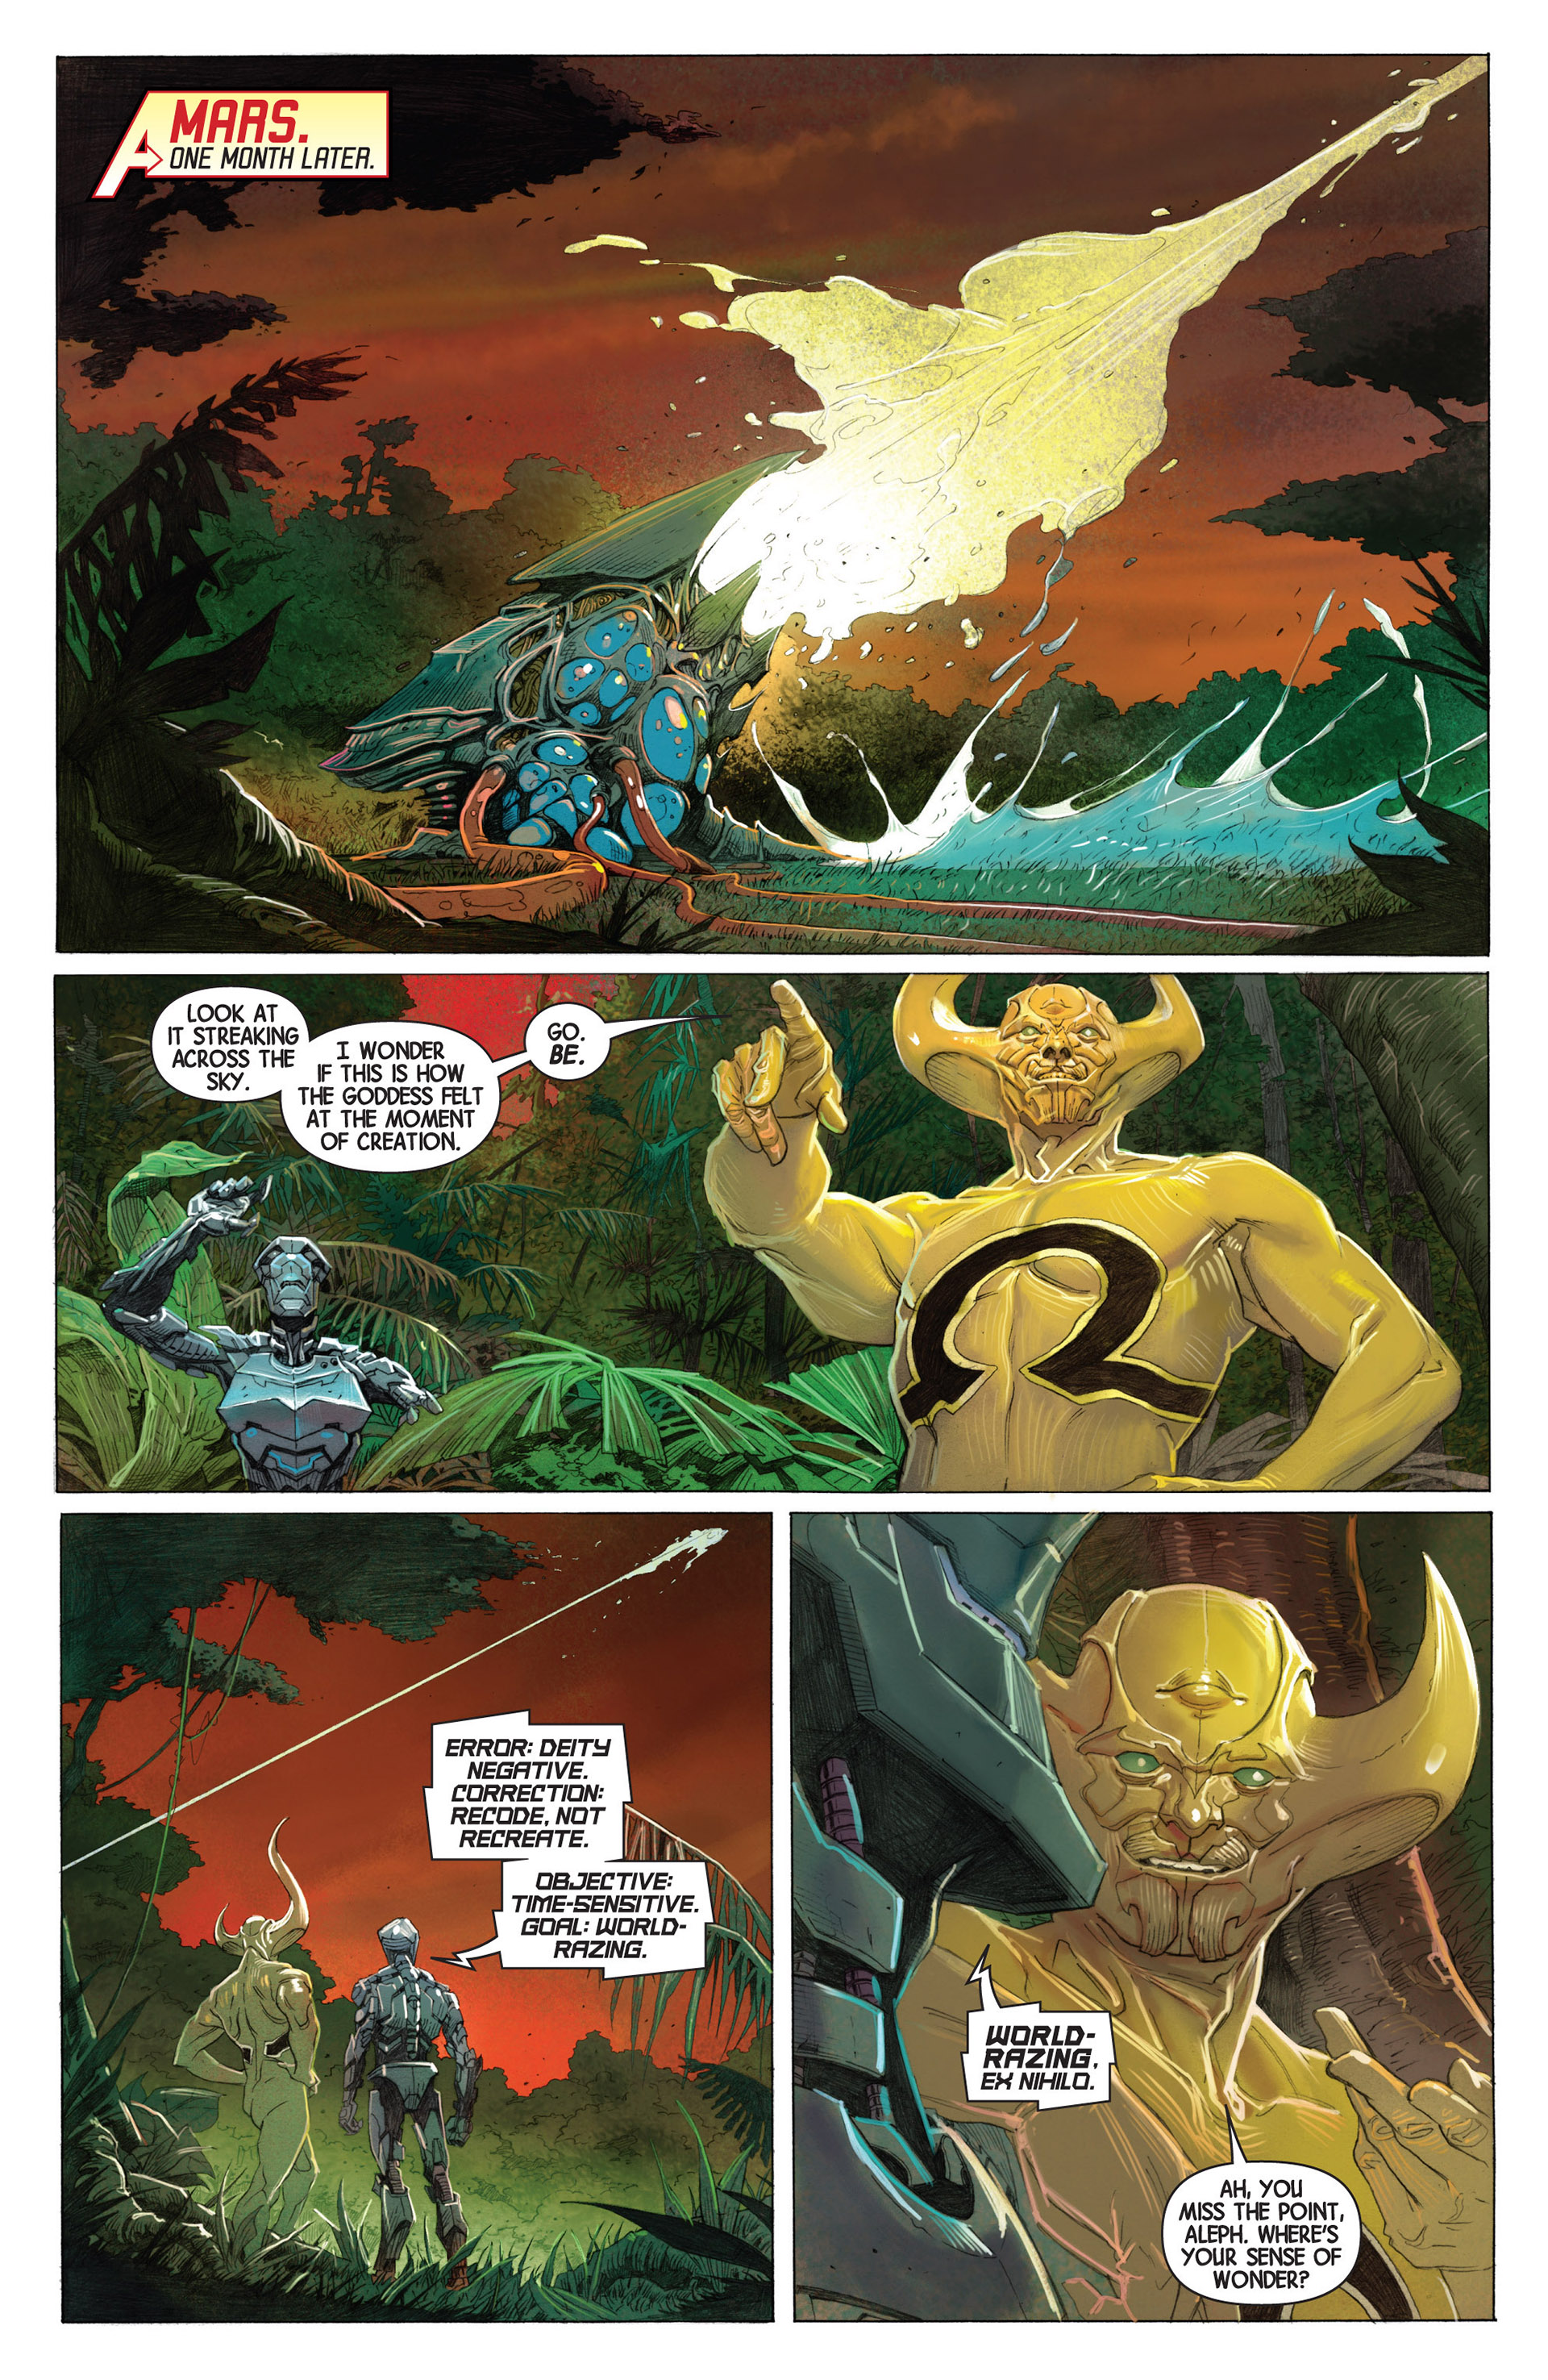 MARS.
ONE MONTH LATER.
LOOK AT
IT STREAKING
ACROSS THE
SKY.
I WONDER
IF THIS IS HOW
THE GODDESS FELT
AT THE MOMENT
OF CREATION.
GO.
BE.
Ω
ERROR: DEITY
NEGATIVE.
CORRECTION:
RECODE, NOT
RECREATE.
OBJECTIVE:
TIME-SENSITIVE.
GOAL: WORLD-
RAZING.
WORLD-
RAZING,
EX NIHILO.
AH, YOU
MISS THE POINT,
ALEPH. WHERE'S
YOUR SENSE OF
WONDER?